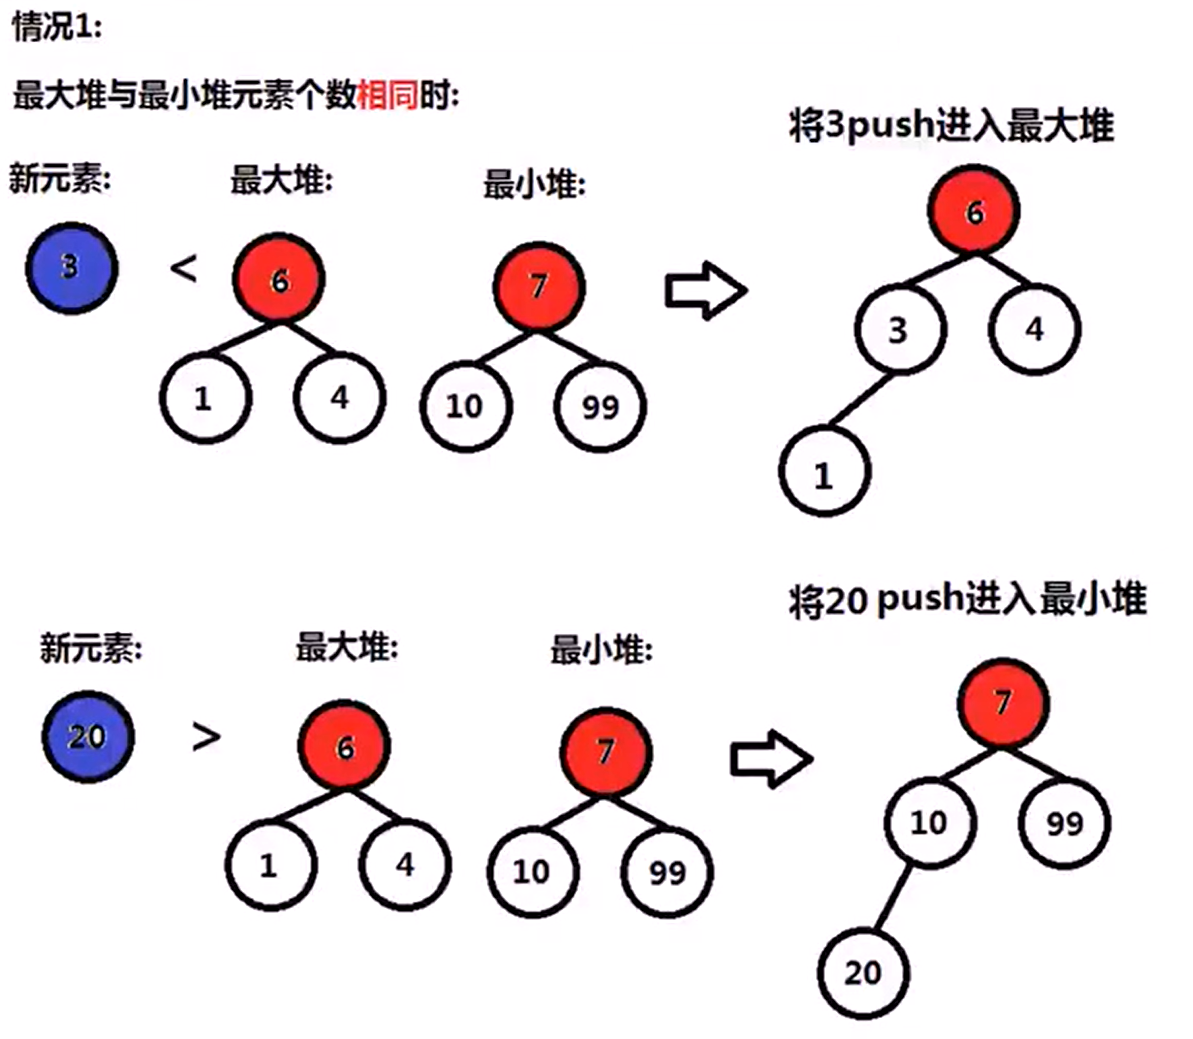 情况1:
最大堆与最小堆元素个数相同时:
将3push进入最大堆
新元素: 最大堆: 最小堆:
3 < 6 7
1 4 10 99
6
3 4
1
将20 push进入最小堆
新元素: 最大堆: 最小堆:
20 > 6 7
1 4 10 99
7
10 99
20